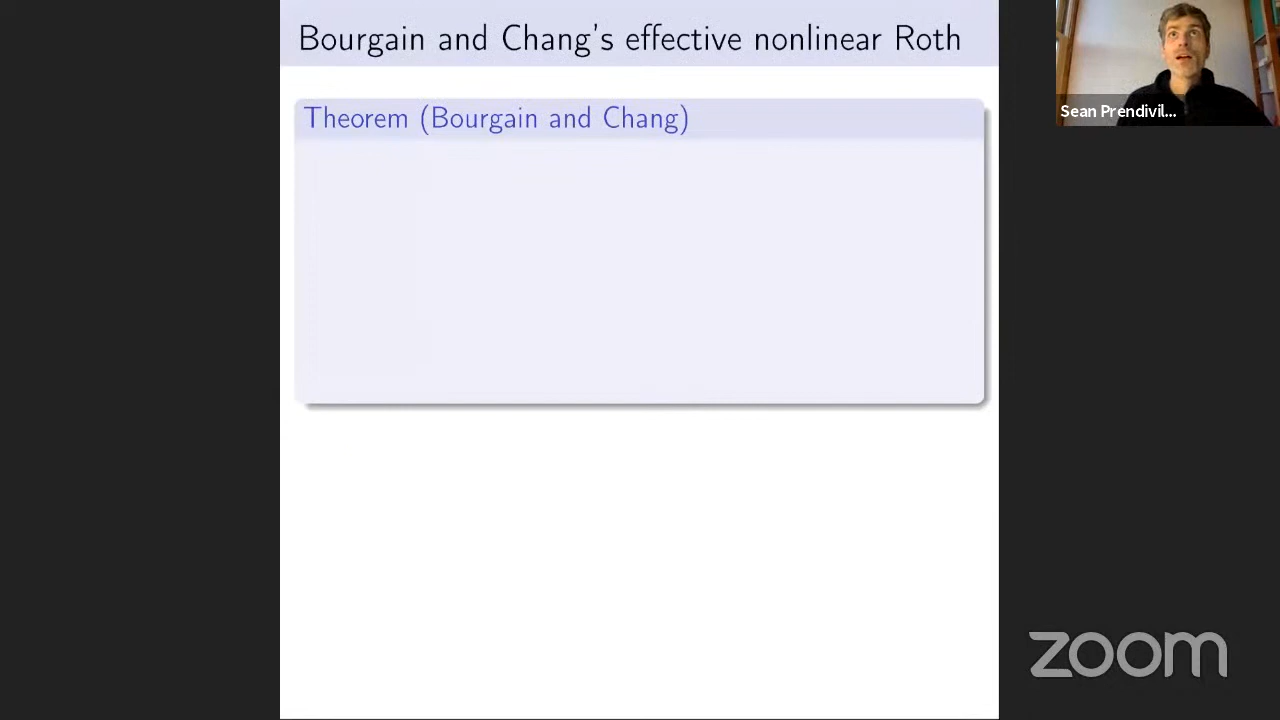 Bourgain and Chang's effective nonlinear Roth
Theorem (Bourgain and Chang)
Sean Prendivil...
zoom